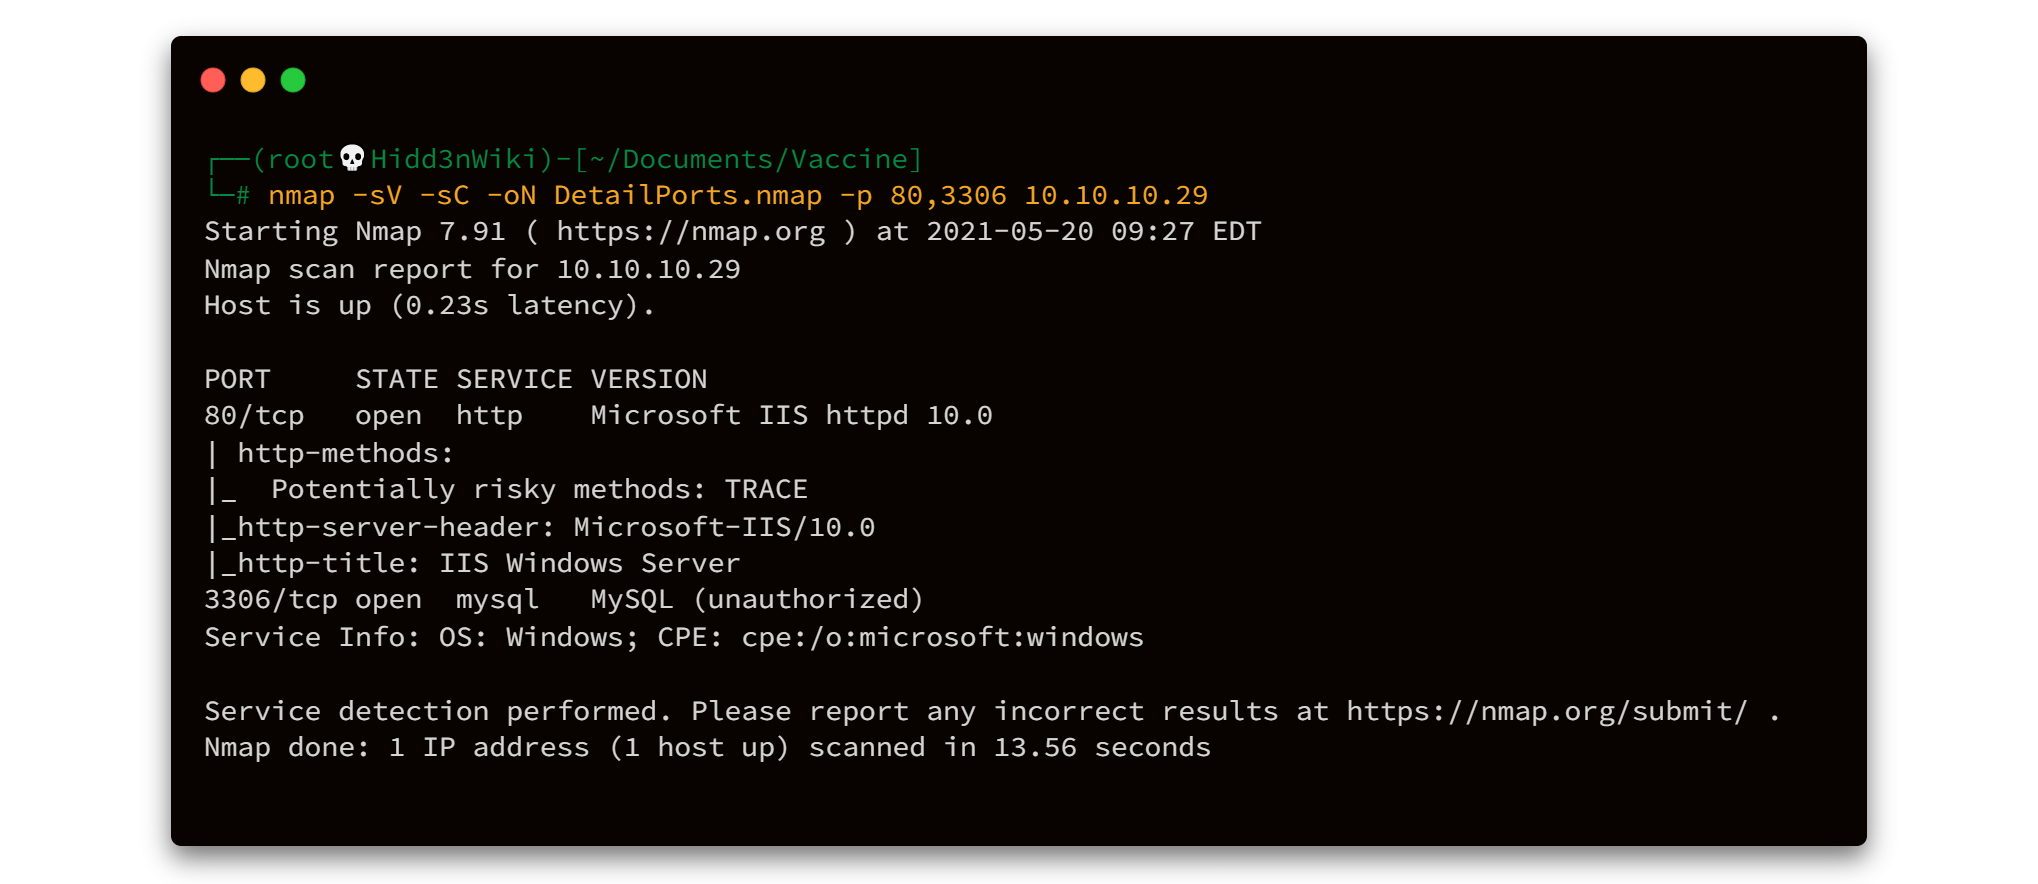 ┌──(root💀Hidd3nWiki)-[~/Documents/Vaccine]
└─# nmap -sV -sC -oN DetailPorts.nmap -p 80,3306 10.10.10.29
Starting Nmap 7.91 ( https://nmap.org ) at 2021-05-20 09:27 EDT
Nmap scan report for 10.10.10.29
Host is up (0.23s latency).

PORT     STATE SERVICE VERSION
80/tcp   open  http    Microsoft IIS httpd 10.0
| http-methods:
|_  Potentially risky methods: TRACE
|_http-server-header: Microsoft-IIS/10.0
|_http-title: IIS Windows Server
3306/tcp open  mysql   MySQL (unauthorized)
Service Info: OS: Windows; CPE: cpe:/o:microsoft:windows

Service detection performed. Please report any incorrect results at https://nmap.org/submit/ .
Nmap done: 1 IP address (1 host up) scanned in 13.56 seconds